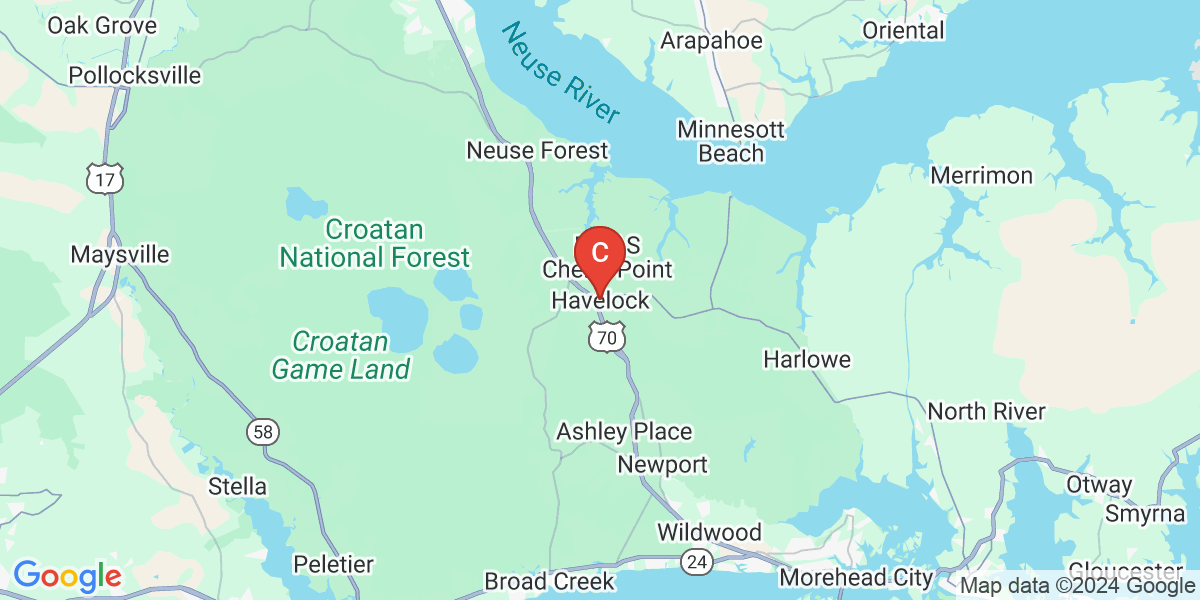 Oak Grove
Arapahoe
Oriental
Pollocksville
Neuse River
Minnesott
Beach
Neuse Forest
17
Merrimon
Croatan
National Forest
Maysville
S
C
Point
Havelock
70
Croatan
Game Land
Harlowe
North River
58
Ashley Place
Newport
Stella
Otway
Smyrna
Wildwood
24
Peletier
Broad Creek
Morehead City
Gloucester
Google
Map data ©2024 Google